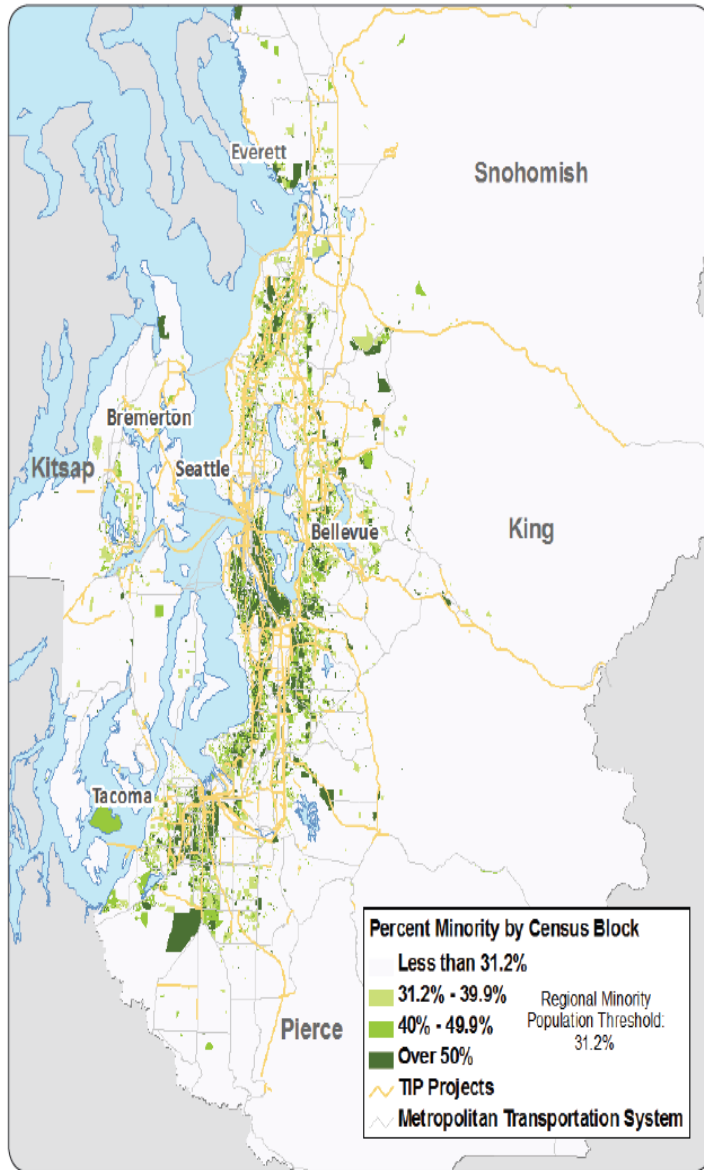 Everett
Snohomish
Bremerton
Kitsap
Seattle
Bellevue
King
Tacoma
Pierce
Percent Minority by Census Block
Less than 31.2%
31.2% - 39.9%
40% - 49.9%
Over 50%
Regional Minority
Population Threshold:
31.2%
TIP Projects
Metropolitan Transportation System